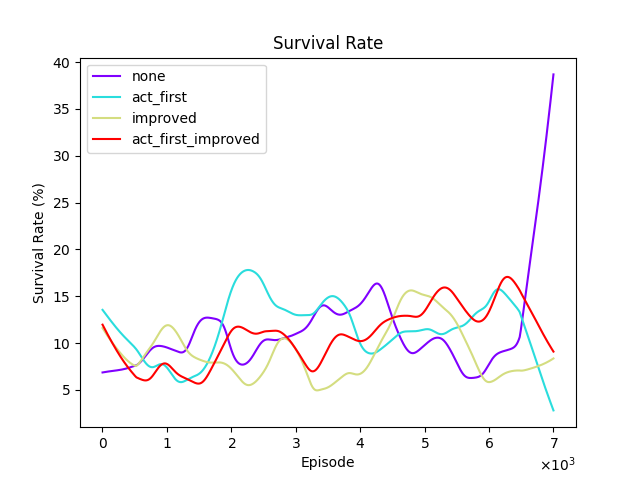 Survival Rate
none
act_first
improved
act_first_improved
Survival Rate (%)
40
35
30
25
20
15
10
5
0 1 2 3 4 5 6 7
Episode
×10³